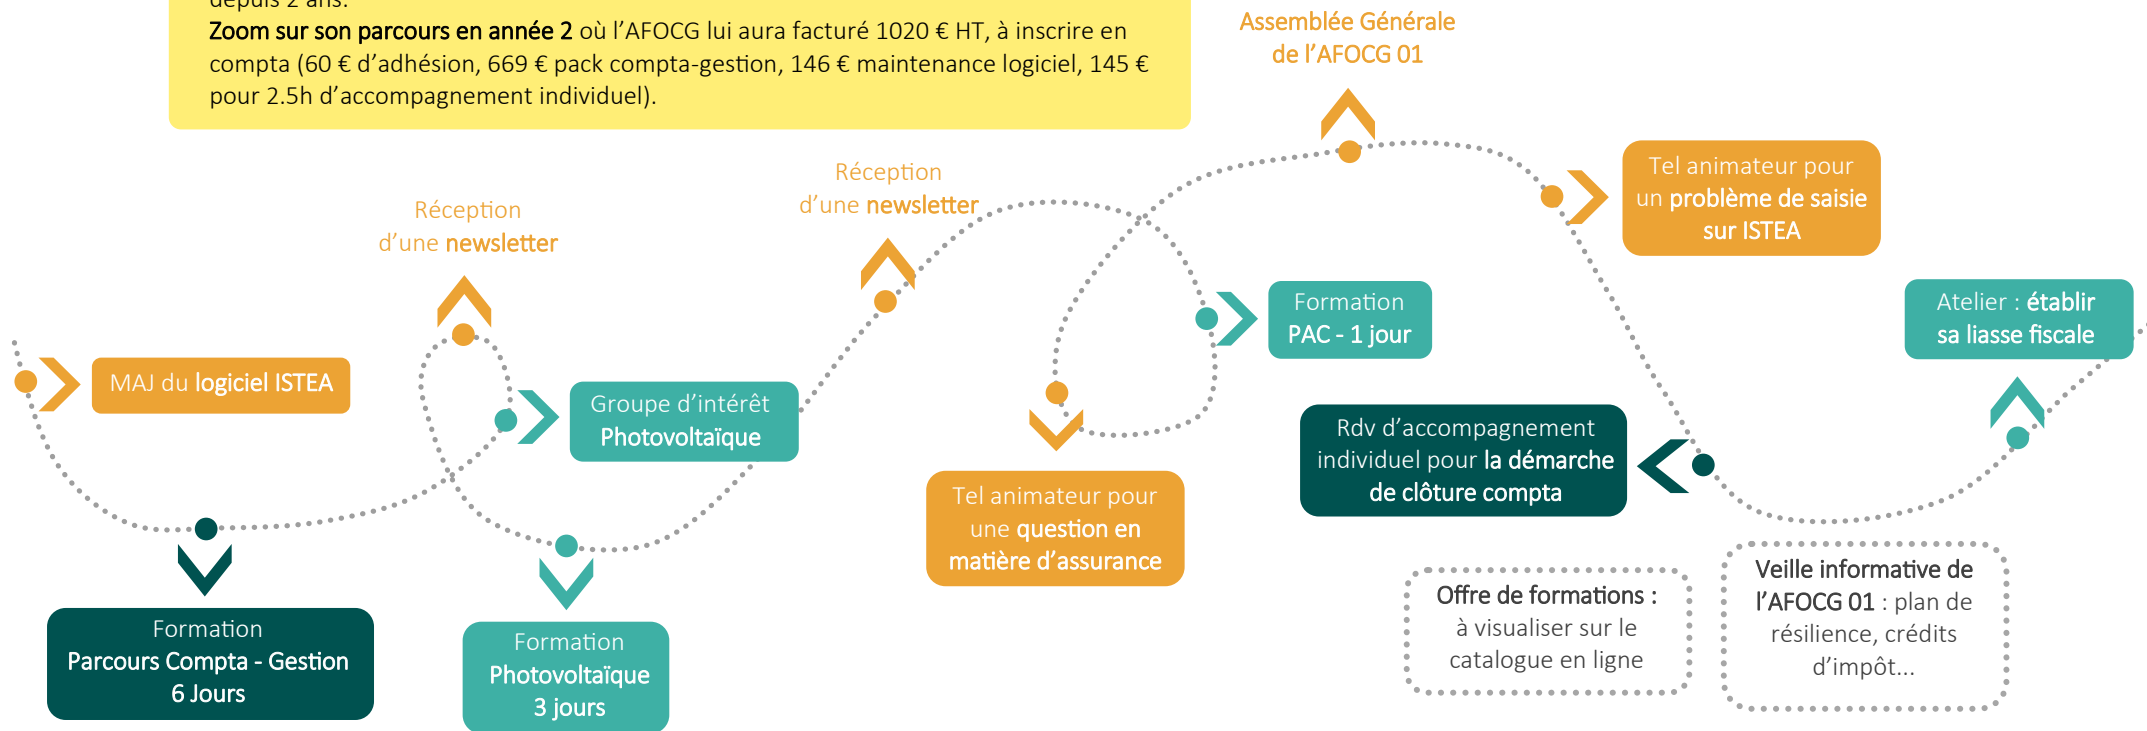 depuis 2 ans.
Zoom sur son parcours en année 2 où l’AFOCG lui aura facturé 1020 € HT, à inscrire en
compta (60 € d’adhésion, 669 € pack compta-gestion, 146 € maintenance logiciel, 145 €
pour 2.5h d’accompagnement individuel).
Assemblée Générale
de l’AFOCG 01
Réception
d’une newsletter
Réception
d’une newsletter
Tel animateur pour
un problème de saisie
sur ISTEA
MAJ du logiciel ISTEA
Groupe d’intérêt
Photovoltaïque
Formation
PAC - 1 jour
Atelier : établir
sa liasse fiscale
Rdv d’accompagnement
individuel pour la démarche
de clôture compta
Tel animateur pour
une question en
matière d’assurance
Formation
Parcours Compta - Gestion
6 Jours
Formation
Photovoltaïque
3 jours
Offre de formations :
à visualiser sur le
catalogue en ligne
Veille informative de
l’AFOCG 01 : plan de
résilience, crédits
d’impôt...